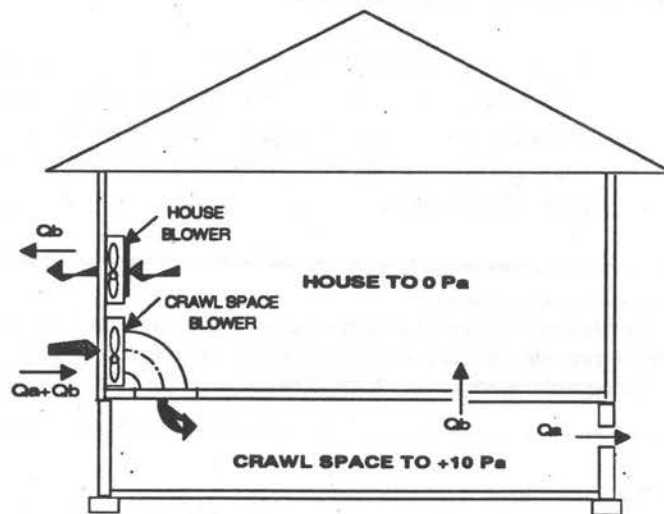 Qb
HOUSE
BLOWER
HOUSE TO 0 Pa
CRAWL SPACE
BLOWER
Qa+Qb
Qb
Qa
CRAWL SPACE TO +10 Pa